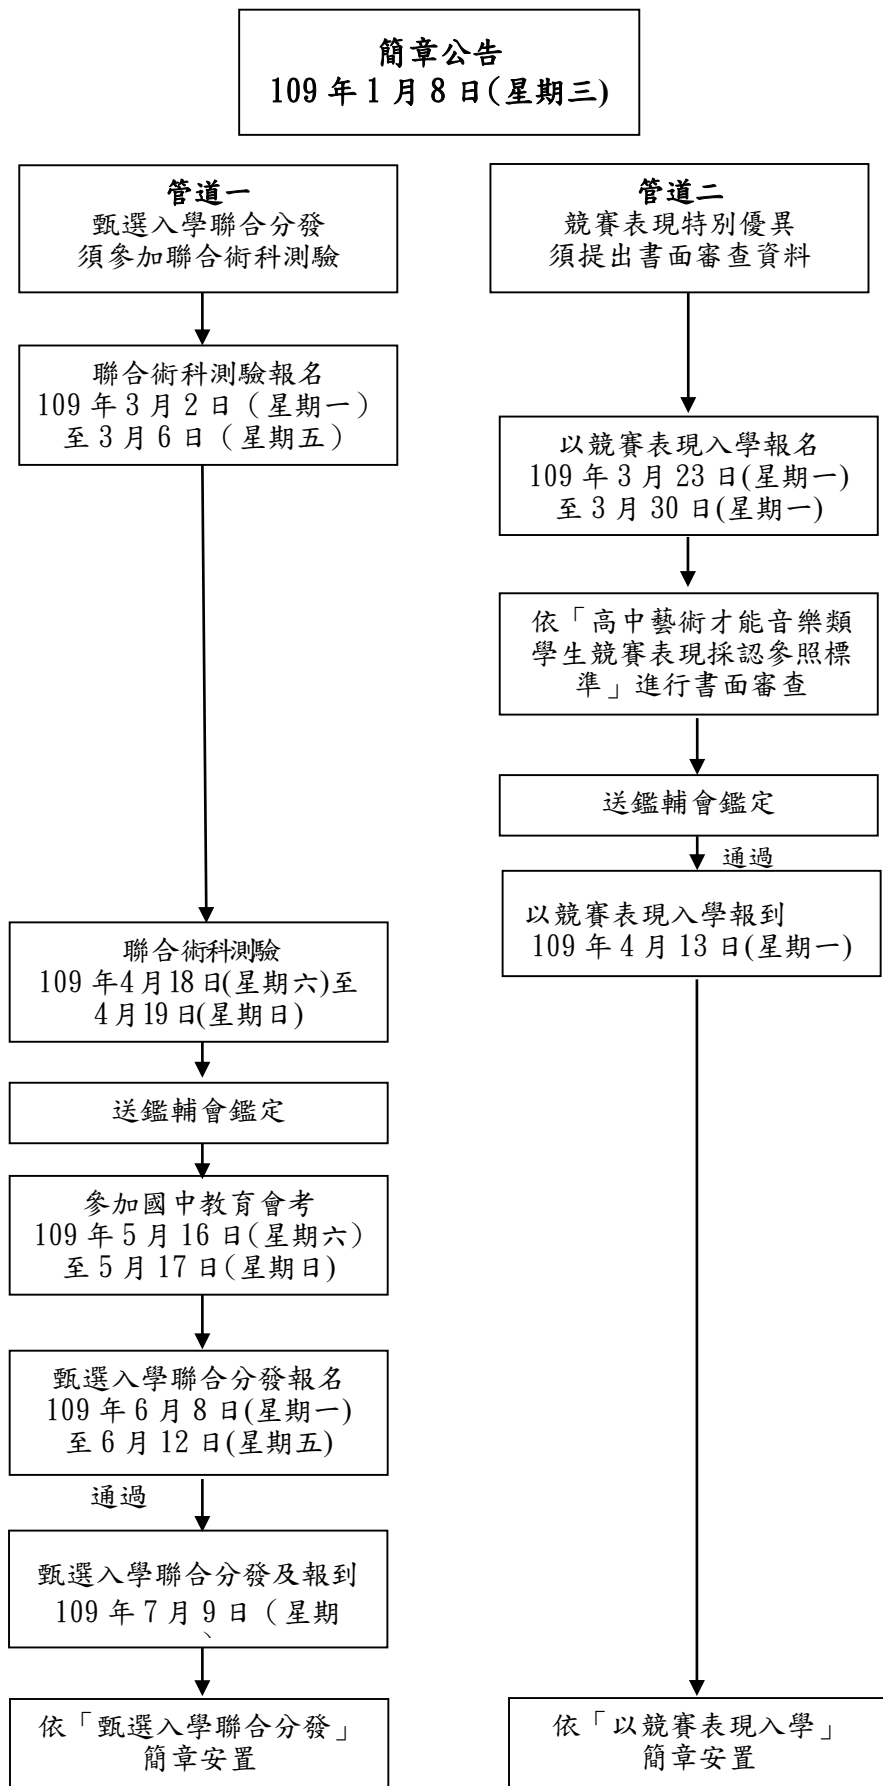 簡章公告
109 年 1 月 8 日(星期三)
管道一
甄選入學聯合分發
須參加聯合術科測驗
管道二
競賽表現特別優異
須提出書面審查資料
聯合術科測驗報名
109 年 3 月 2 日（星期一）
至 3 月 6 日（星期五）
以競賽表現入學報名
109 年 3 月 23 日(星期一)
至 3 月 30 日(星期一)
依「高中藝術才能音樂類
學生競賽表現採認參照標
準」進行書面審查
送鑑輔會鑑定
通過
以競賽表現入學報到
109 年 4 月 13 日(星期一)
聯合術科測驗
109 年4月18日(星期六)至
4月19日(星期日)
送鑑輔會鑑定
參加國中教育會考
109 年 5 月 16 日(星期六)
至 5 月 17 日(星期日)
甄選入學聯合分發報名
109 年 6 月 8 日(星期一)
至 6 月 12 日(星期五)
通過
甄選入學聯合分發及報到
109 年 7 月 9 日（星期
依「甄選入學聯合分發」
簡章安置
依「以競賽表現入學」
簡章安置